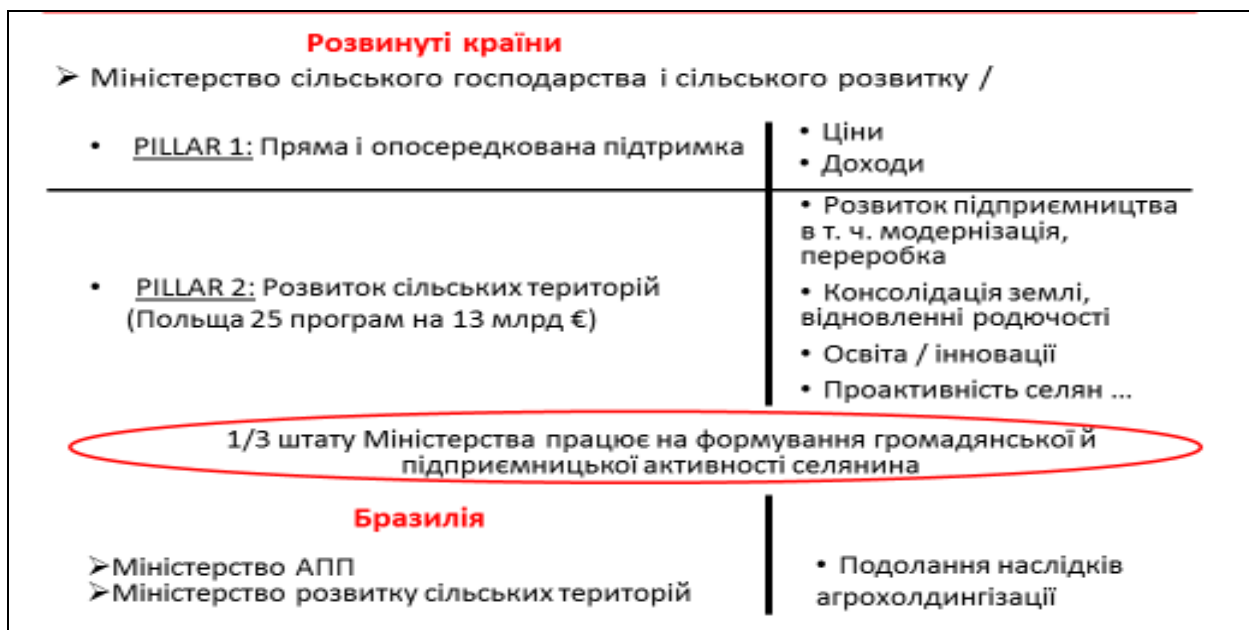 Розвинуті країни
➢ Міністерство сільського господарства і сільського розвитку /
• PILLAR 1: Пряма і опосередкована підтримка
• Ціни
• Доходи
• PILLAR 2: Розвиток сільських територій
(Польща 25 програм на 13 млрд €)
• Розвиток підприємництва
в т. ч. модернізація,
переробка
• Консолідація землі,
відновленні родючості
• Освіта / інновації
• Проактивність селян ...
1/3 штату Міністерства працює на формування громадянської й
підприємницької активності селянина
Бразилія
➢Міністерство АПП
➢Міністерство розвитку сільських територій
• Подолання наслідків
агрохолдингізації